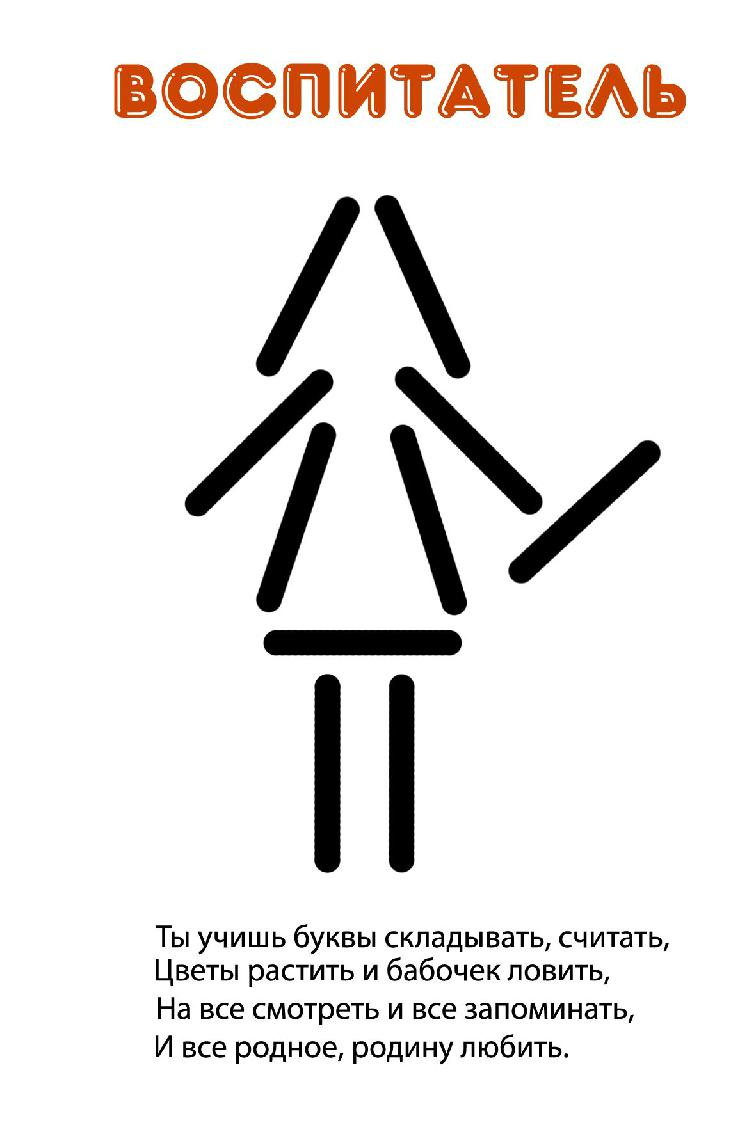 ВОСПИТАТЕЛЬ
Ты учишь буквы складывать, считать,
Цветы растить и бабочек ловить,
На все смотреть и все запоминать,
И все родное, родину любить.